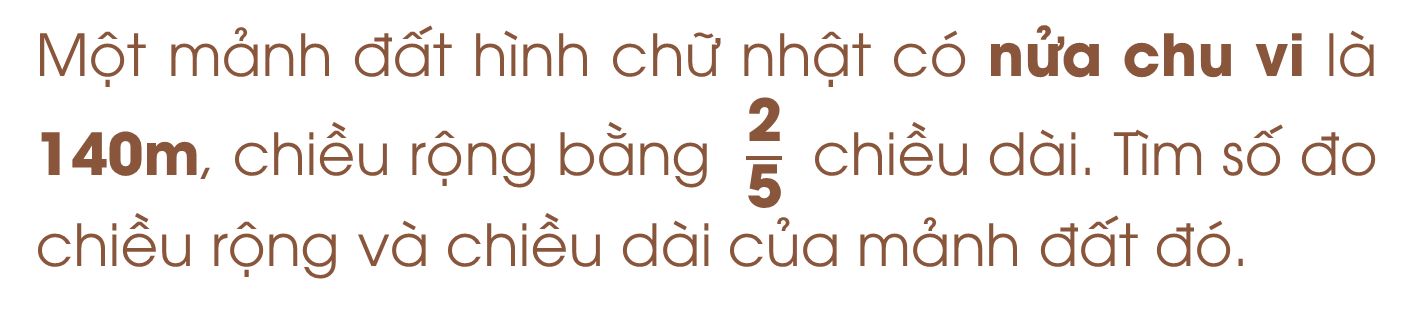 Một mảnh đất hình chữ nhật có nửa chu vi là
140m, chiều rộng bằng 2/5 chiều dài. Tìm số đo
chiều rộng và chiều dài của mảnh đất đó.